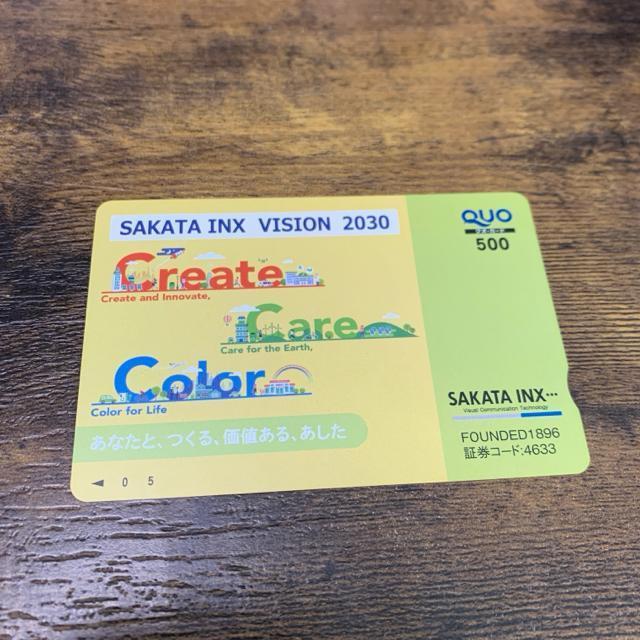 SAKATA INX VISION 2030
QUO
クオ・カード
500
Create
Create and Innovate,
Care
Care for the Earth,
Color
Color for Life
あなたと、つくる、価値ある、あした
SAKATA INX...
Visual Communication Technology
FOUNDED1896
証券コード:4633
◀ 0 5